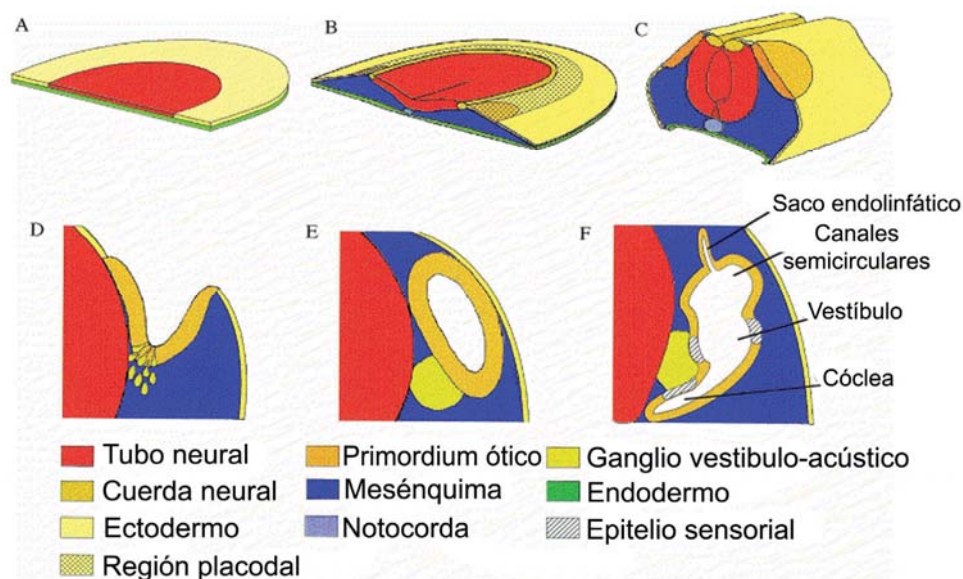 A
B
C
D
E
F
Saco endolinfático
Canales
semicirculares
Vestíbulo
Cóclea
Tubo neural
Cuerda neural
Ectodermo
Región placodal
Primordium ótico
Mesénquima
Notocorda
Ganglio vestibulo-acústico
Endodermo
Epitelio sensorial